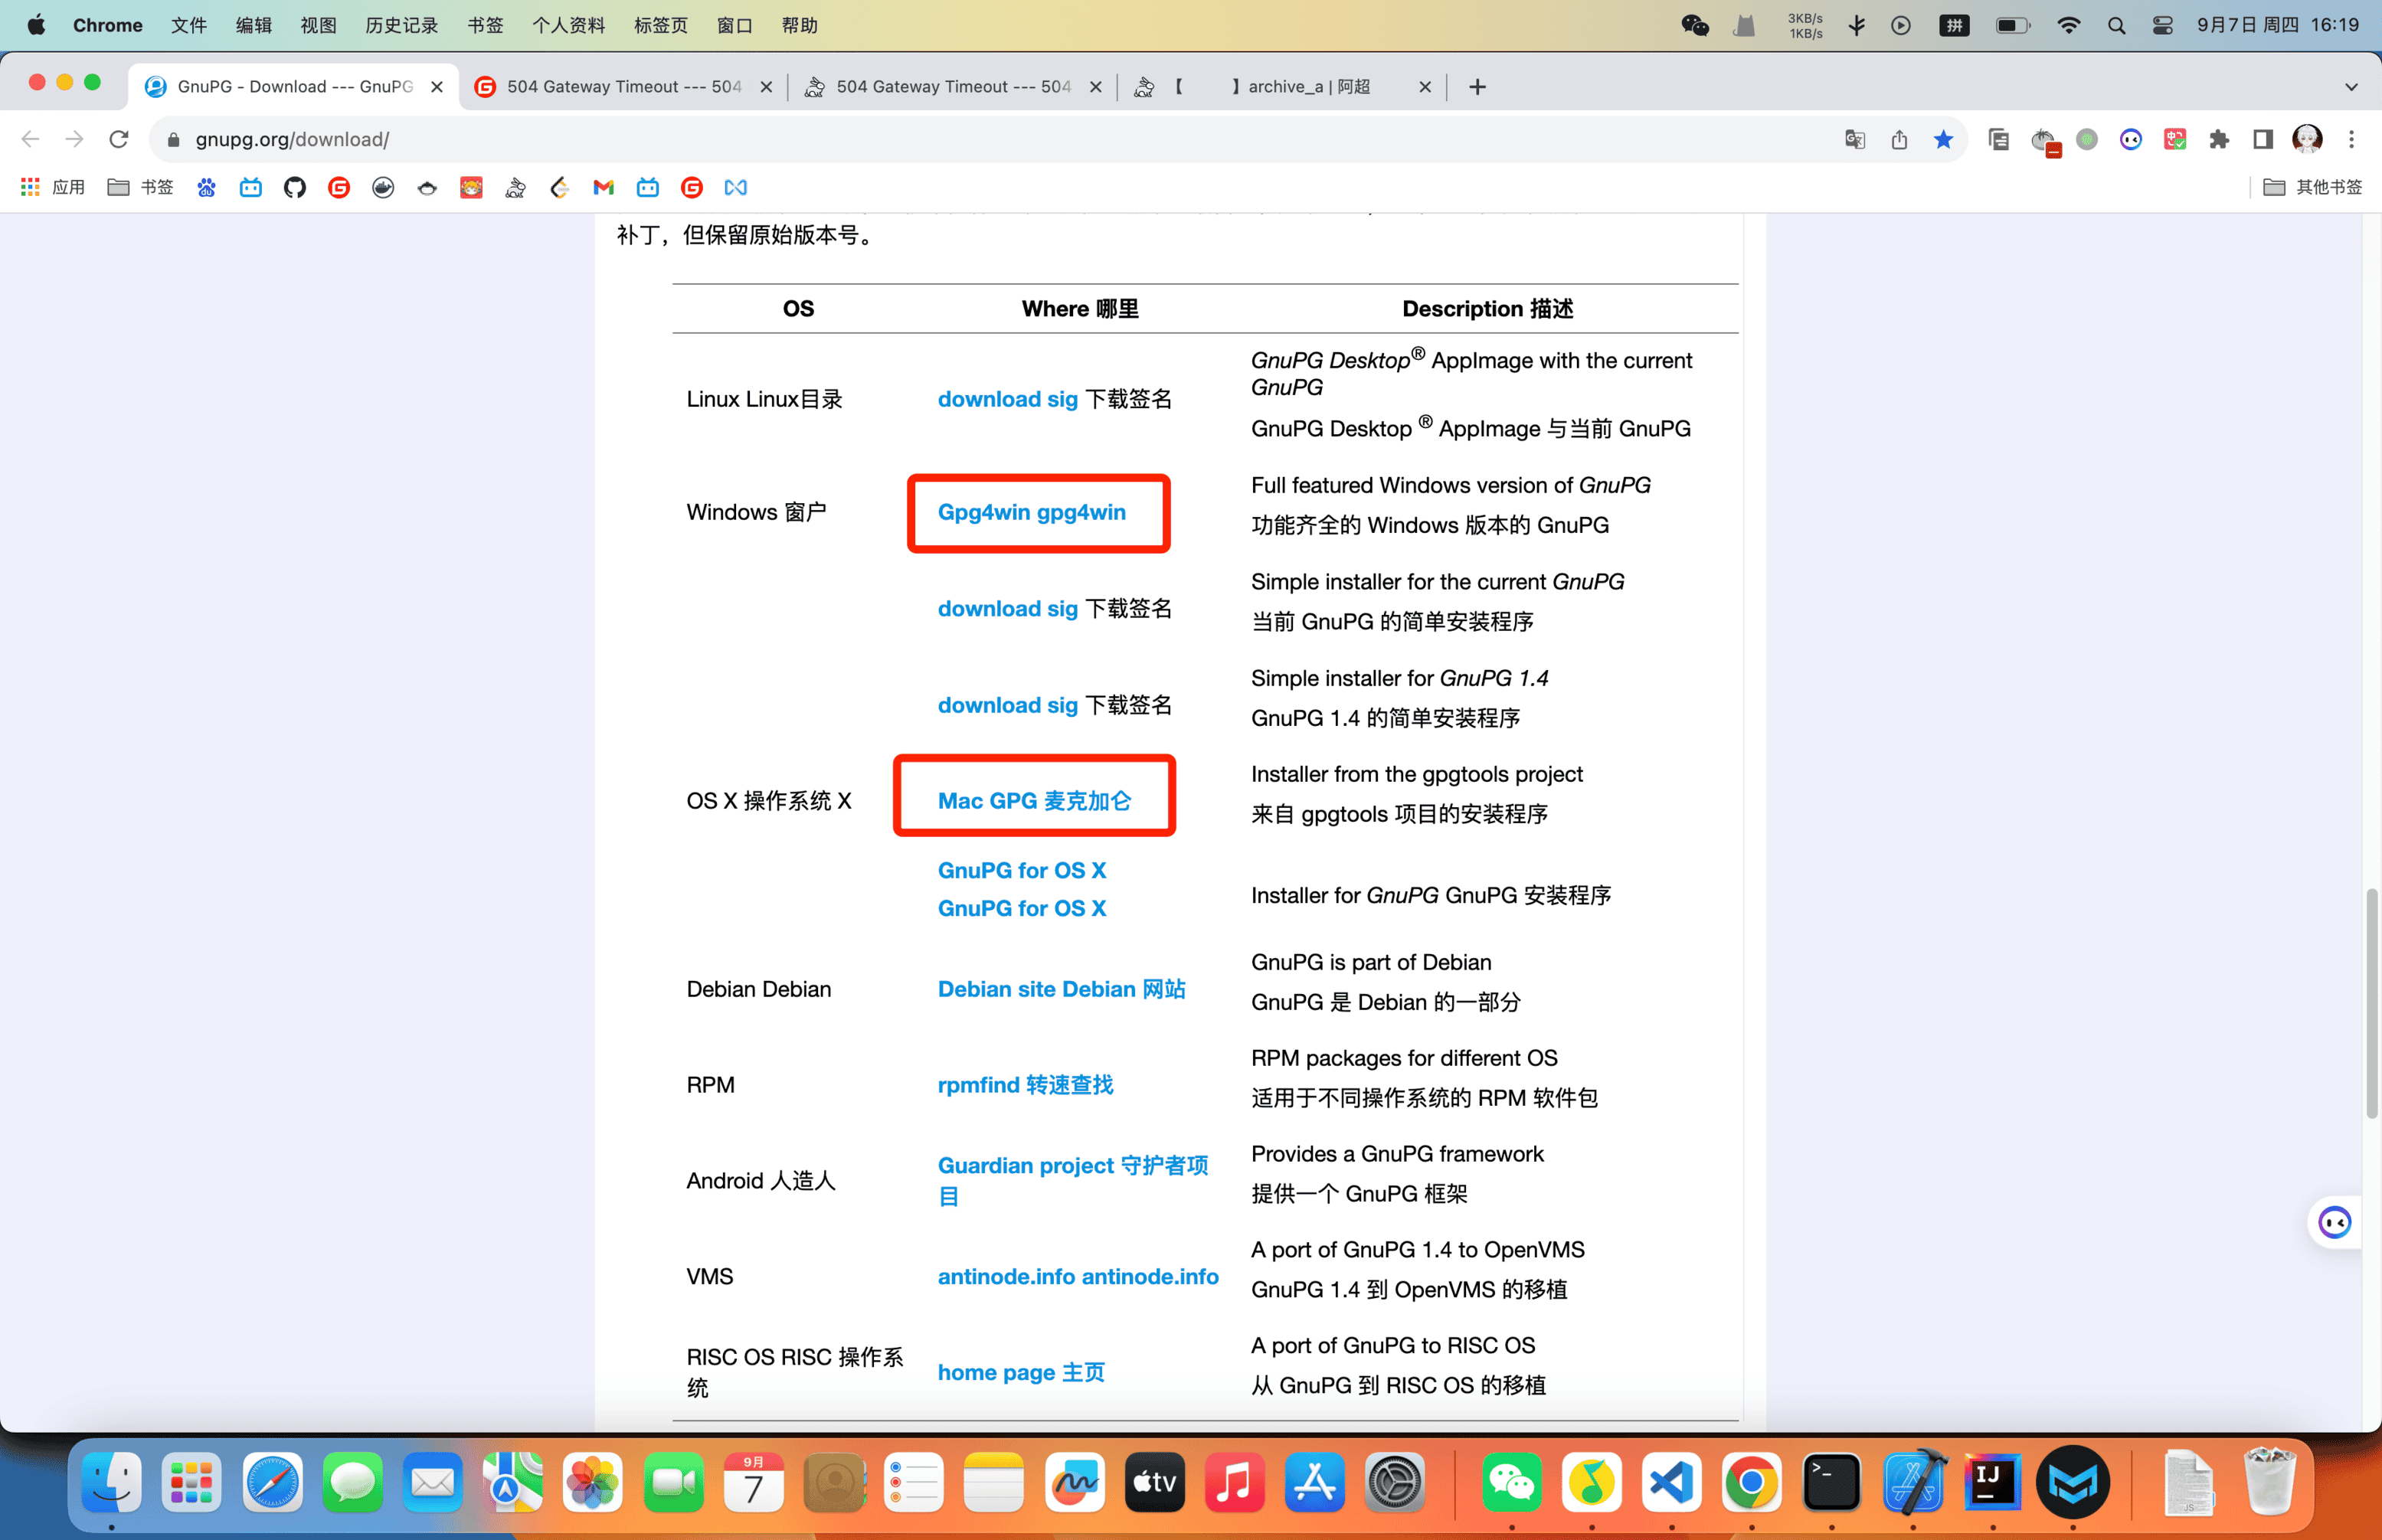 Chrome 文件 编辑 视图 历史记录 书签 个人资料 标签页 窗口 帮助
3KB/s
1KB/s
拼
9月7日 周四 16:19
GnuPG - Download --- GnuPG
504 Gateway Timeout --- 504
504 Gateway Timeout --- 504
【 】archive_a | 阿超
gnupg.org/download/
应用 书签 其他书签
补丁，但保留原始版本号。
OS Where 哪里 Description 描述
GnuPG Desktop® AppImage with the current
GnuPG
Linux Linux目录 download sig 下载签名
GnuPG Desktop ® AppImage 与当前 GnuPG
Full featured Windows version of GnuPG
Windows 窗户 Gpg4win gpg4win
功能齐全的 Windows 版本的 GnuPG
Simple installer for the current GnuPG
download sig 下载签名
当前 GnuPG 的简单安装程序
Simple installer for GnuPG 1.4
download sig 下载签名
GnuPG 1.4 的简单安装程序
Installer from the gpgtools project
OS X 操作系统 X Mac GPG 麦克加仑
来自 gpgtools 项目的安装程序
GnuPG for OS X
GnuPG for OS X
Installer for GnuPG GnuPG 安装程序
GnuPG is part of Debian
Debian Debian Debian site Debian 网站
GnuPG 是 Debian 的一部分
RPM packages for different OS
RPM rpmfind 转速查找
适用于不同操作系统的 RPM 软件包
Provides a GnuPG framework
Android 人造人 Guardian project 守护者项
目
提供一个 GnuPG 框架
A port of GnuPG 1.4 to OpenVMS
VMS antinode.info antinode.info
GnuPG 1.4 到 OpenVMS 的移植
A port of GnuPG to RISC OS
RISC OS RISC 操作系
统
home page 主页
从 GnuPG 到 RISC OS 的移植
9月
7
tv
IJ
JS